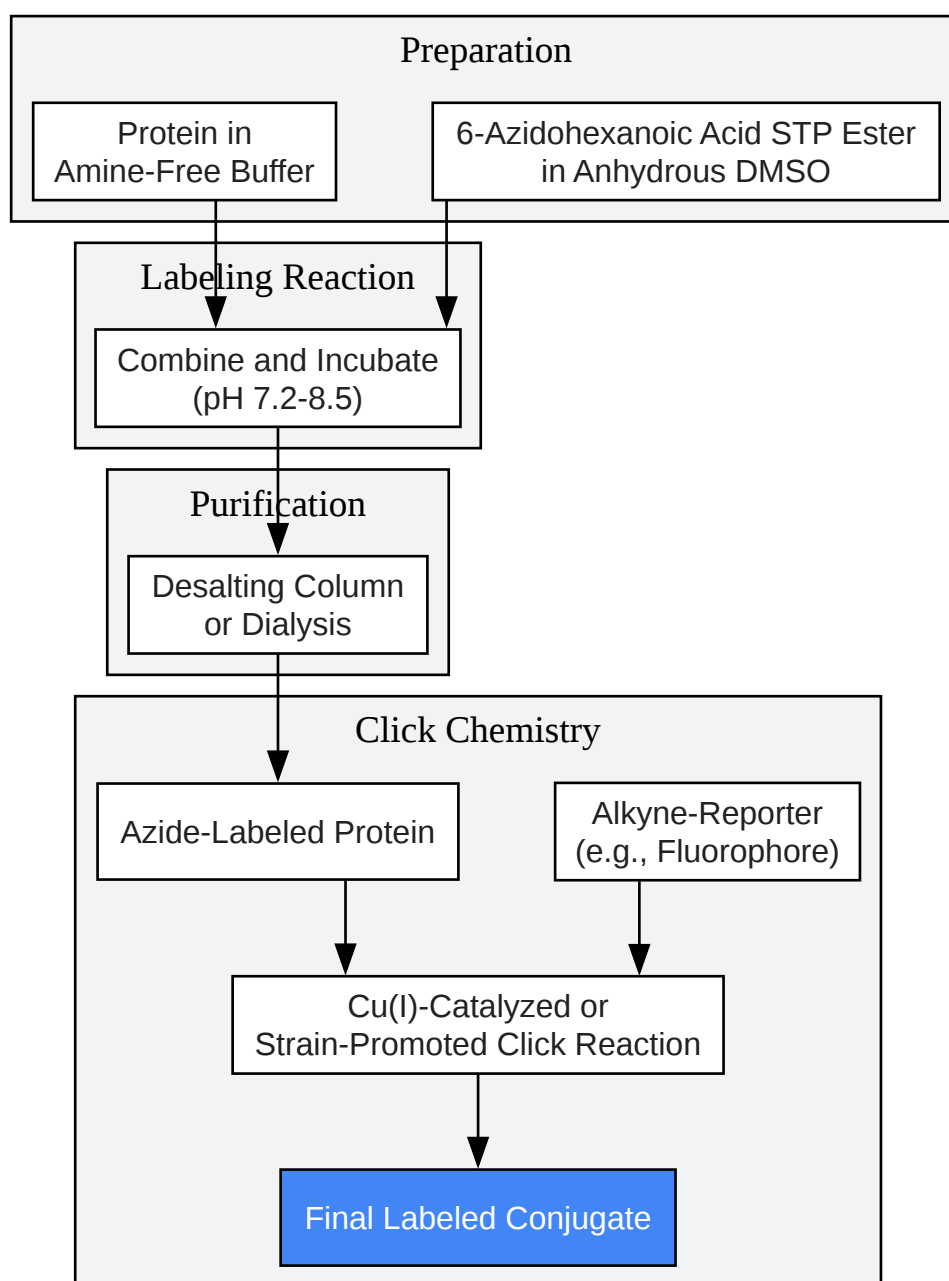 Preparation
Protein in
Amine-Free Buffer
6-Azidohexanoic Acid STP Ester
in Anhydrous DMSO
Labeling Reaction
Combine and Incubate
(pH 7.2-8.5)
Purification
Desalting Column
or Dialysis
Click Chemistry
Azide-Labeled Protein
Alkyne-Reporter
(e.g., Fluorophore)
Cu(I)-Catalyzed or
Strain-Promoted Click Reaction
Final Labeled Conjugate